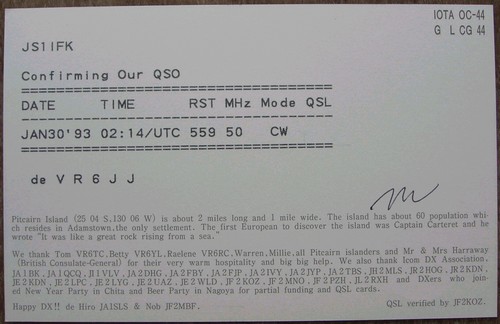 IOTA OC-44
G L CG 44
JS1IFK
Confirming Our QSO
DATE TIME RST MHz Mode QSL
JAN30'93 02:14/UTC 559 50 CW
de VR6JJ
Pitcairn Island (25 04 S,130 06 W) is about 2 miles long and 1 mile wide. The island has about 60 population whi-
ch resides in Adamstown,the only settlement. The first European to discover the island was Captain Carteret and he
wrote "It was like a great rock rising from a sea."
We thank Tom VR6TC,Betty VR6YL,Raelene VR6RC,Warren,Millie,all Pitcairn islanders and Mr & Mrs Harraway
(British Consulate-General) for their very warm hospitality and big big help. We also thank Icom DX Association,
JA1BK , JA1QCQ , JI1VLV , JA2DHG , JA2FBY , JA2FJP , JA2IVY , JA2JYP , JA2TBS , JH2MLS , JR2HOG , JR2KDN ,
JE2KDN , JE2LPC , JE2LYG , JE2UAZ , JE2WLD , JF2KOZ , JF2MNO , JF2PZH , JL2RXH and DXers who join-
ed New Year Party in Chita and Beer Party in Nagoya for partial funding and QSL cards.
Happy DX!! de Hiro JA1SLS & Nob JF2MBF. QSL verified by JF2KOZ.